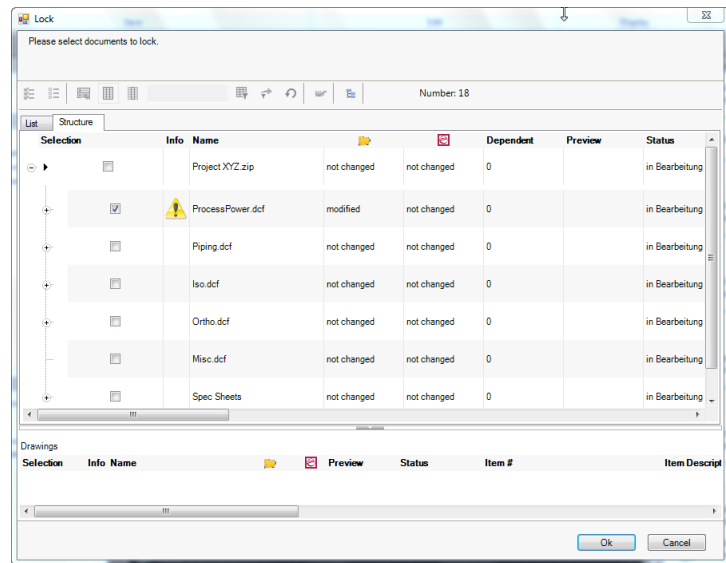 Lock
Please select documents to lock.
Number: 18
List Structure
Selection Info Name Dependent Preview Status
Project XYZ.zip not changed not changed 0 in Bearbeitung
ProcessPower.dcf modified not changed 0 in Bearbeitung
Piping.dcf not changed not changed 0 in Bearbeitung
Iso.dcf not changed not changed 0 in Bearbeitung
Ortho.dcf not changed not changed 0 in Bearbeitung
Misc.dcf not changed not changed 0 in Bearbeitung
Spec Sheets not changed not changed 0 in Bearbeitung
Drawings
Selection Info Name Preview Status Item # Item Descript
Ok Cancel